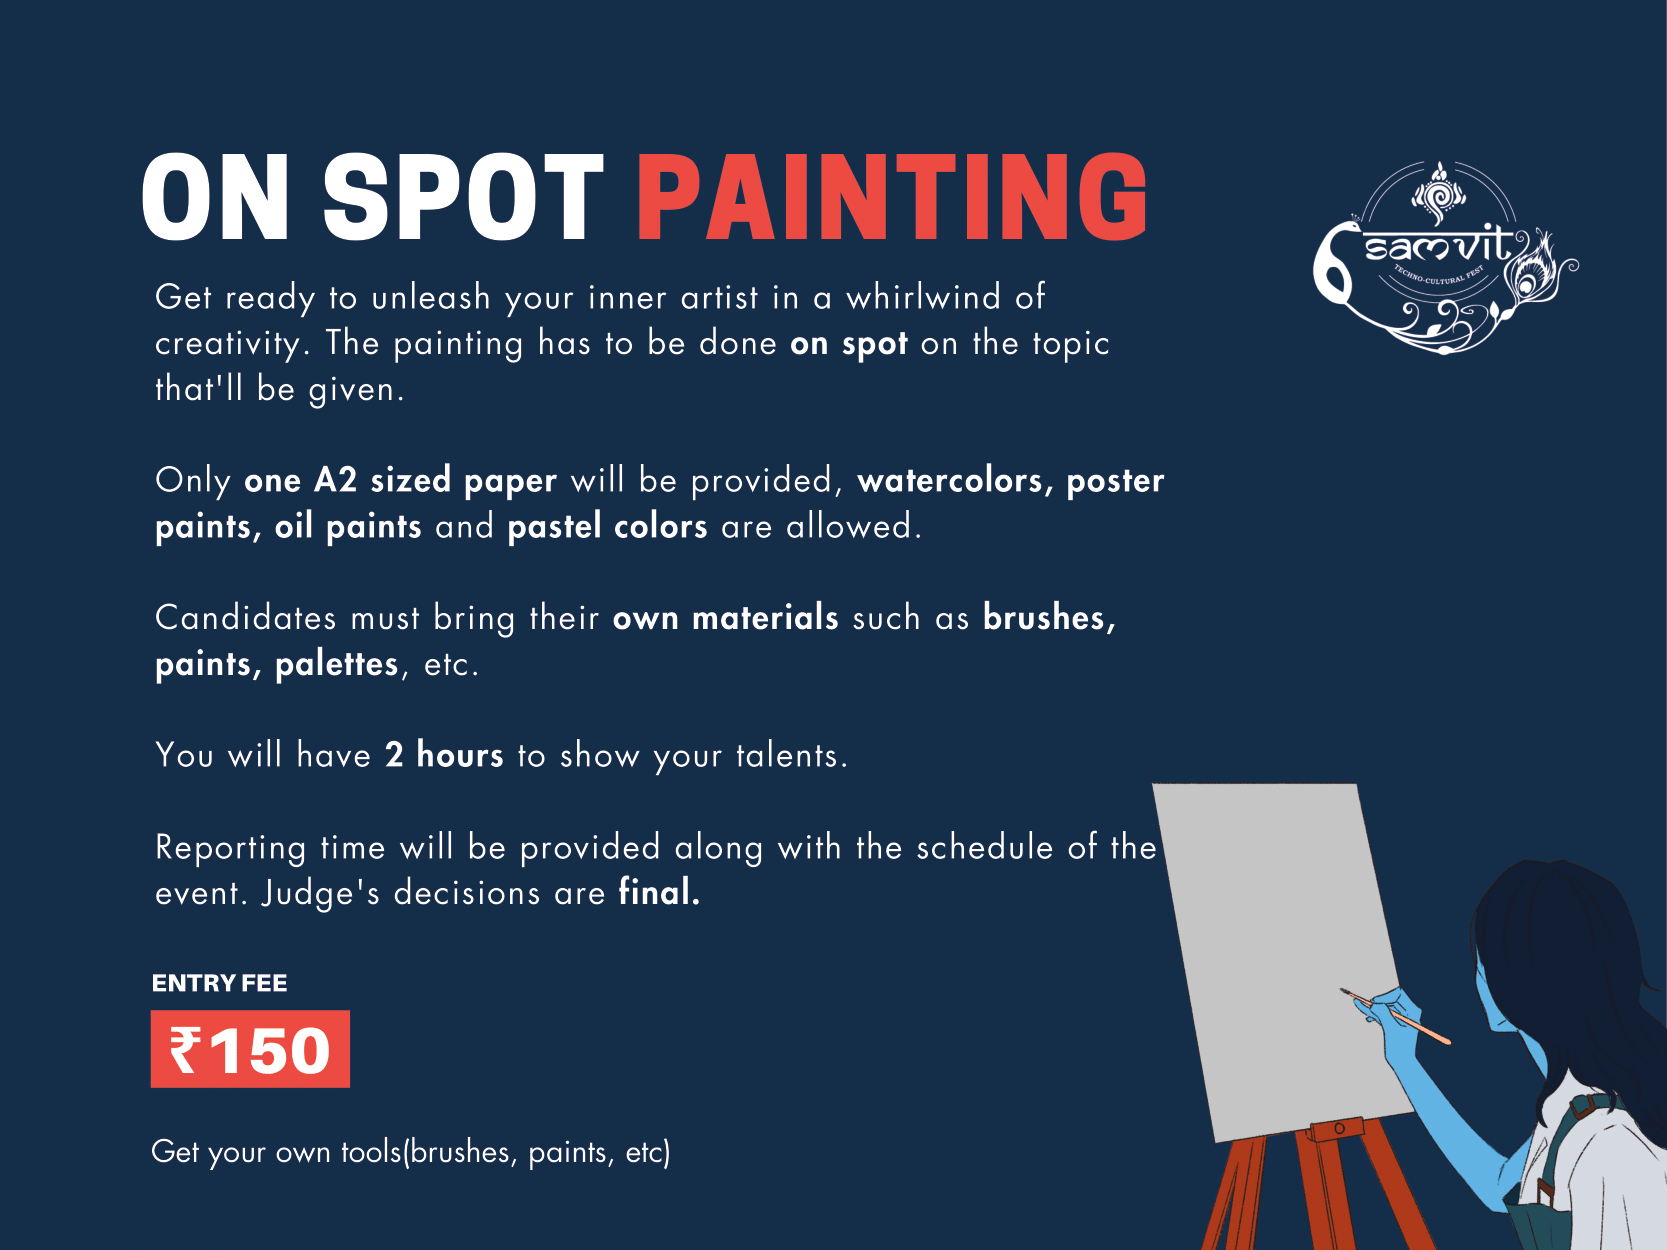 ON SPOT PAINTING
samvit
TECHNO-CULTURAL FEST
Get ready to unleash your inner artist in a whirlwind of
creativity. The painting has to be done on spot on the topic
that'll be given.
Only one A2 sized paper will be provided, watercolors, poster
paints, oil paints and pastel colors are allowed.
Candidates must bring their own materials such as brushes,
paints, palettes, etc.
You will have 2 hours to show your talents.
Reporting time will be provided along with the schedule of the
event. Judge's decisions are final.
ENTRY FEE
₹150
Get your own tools(brushes, paints, etc)